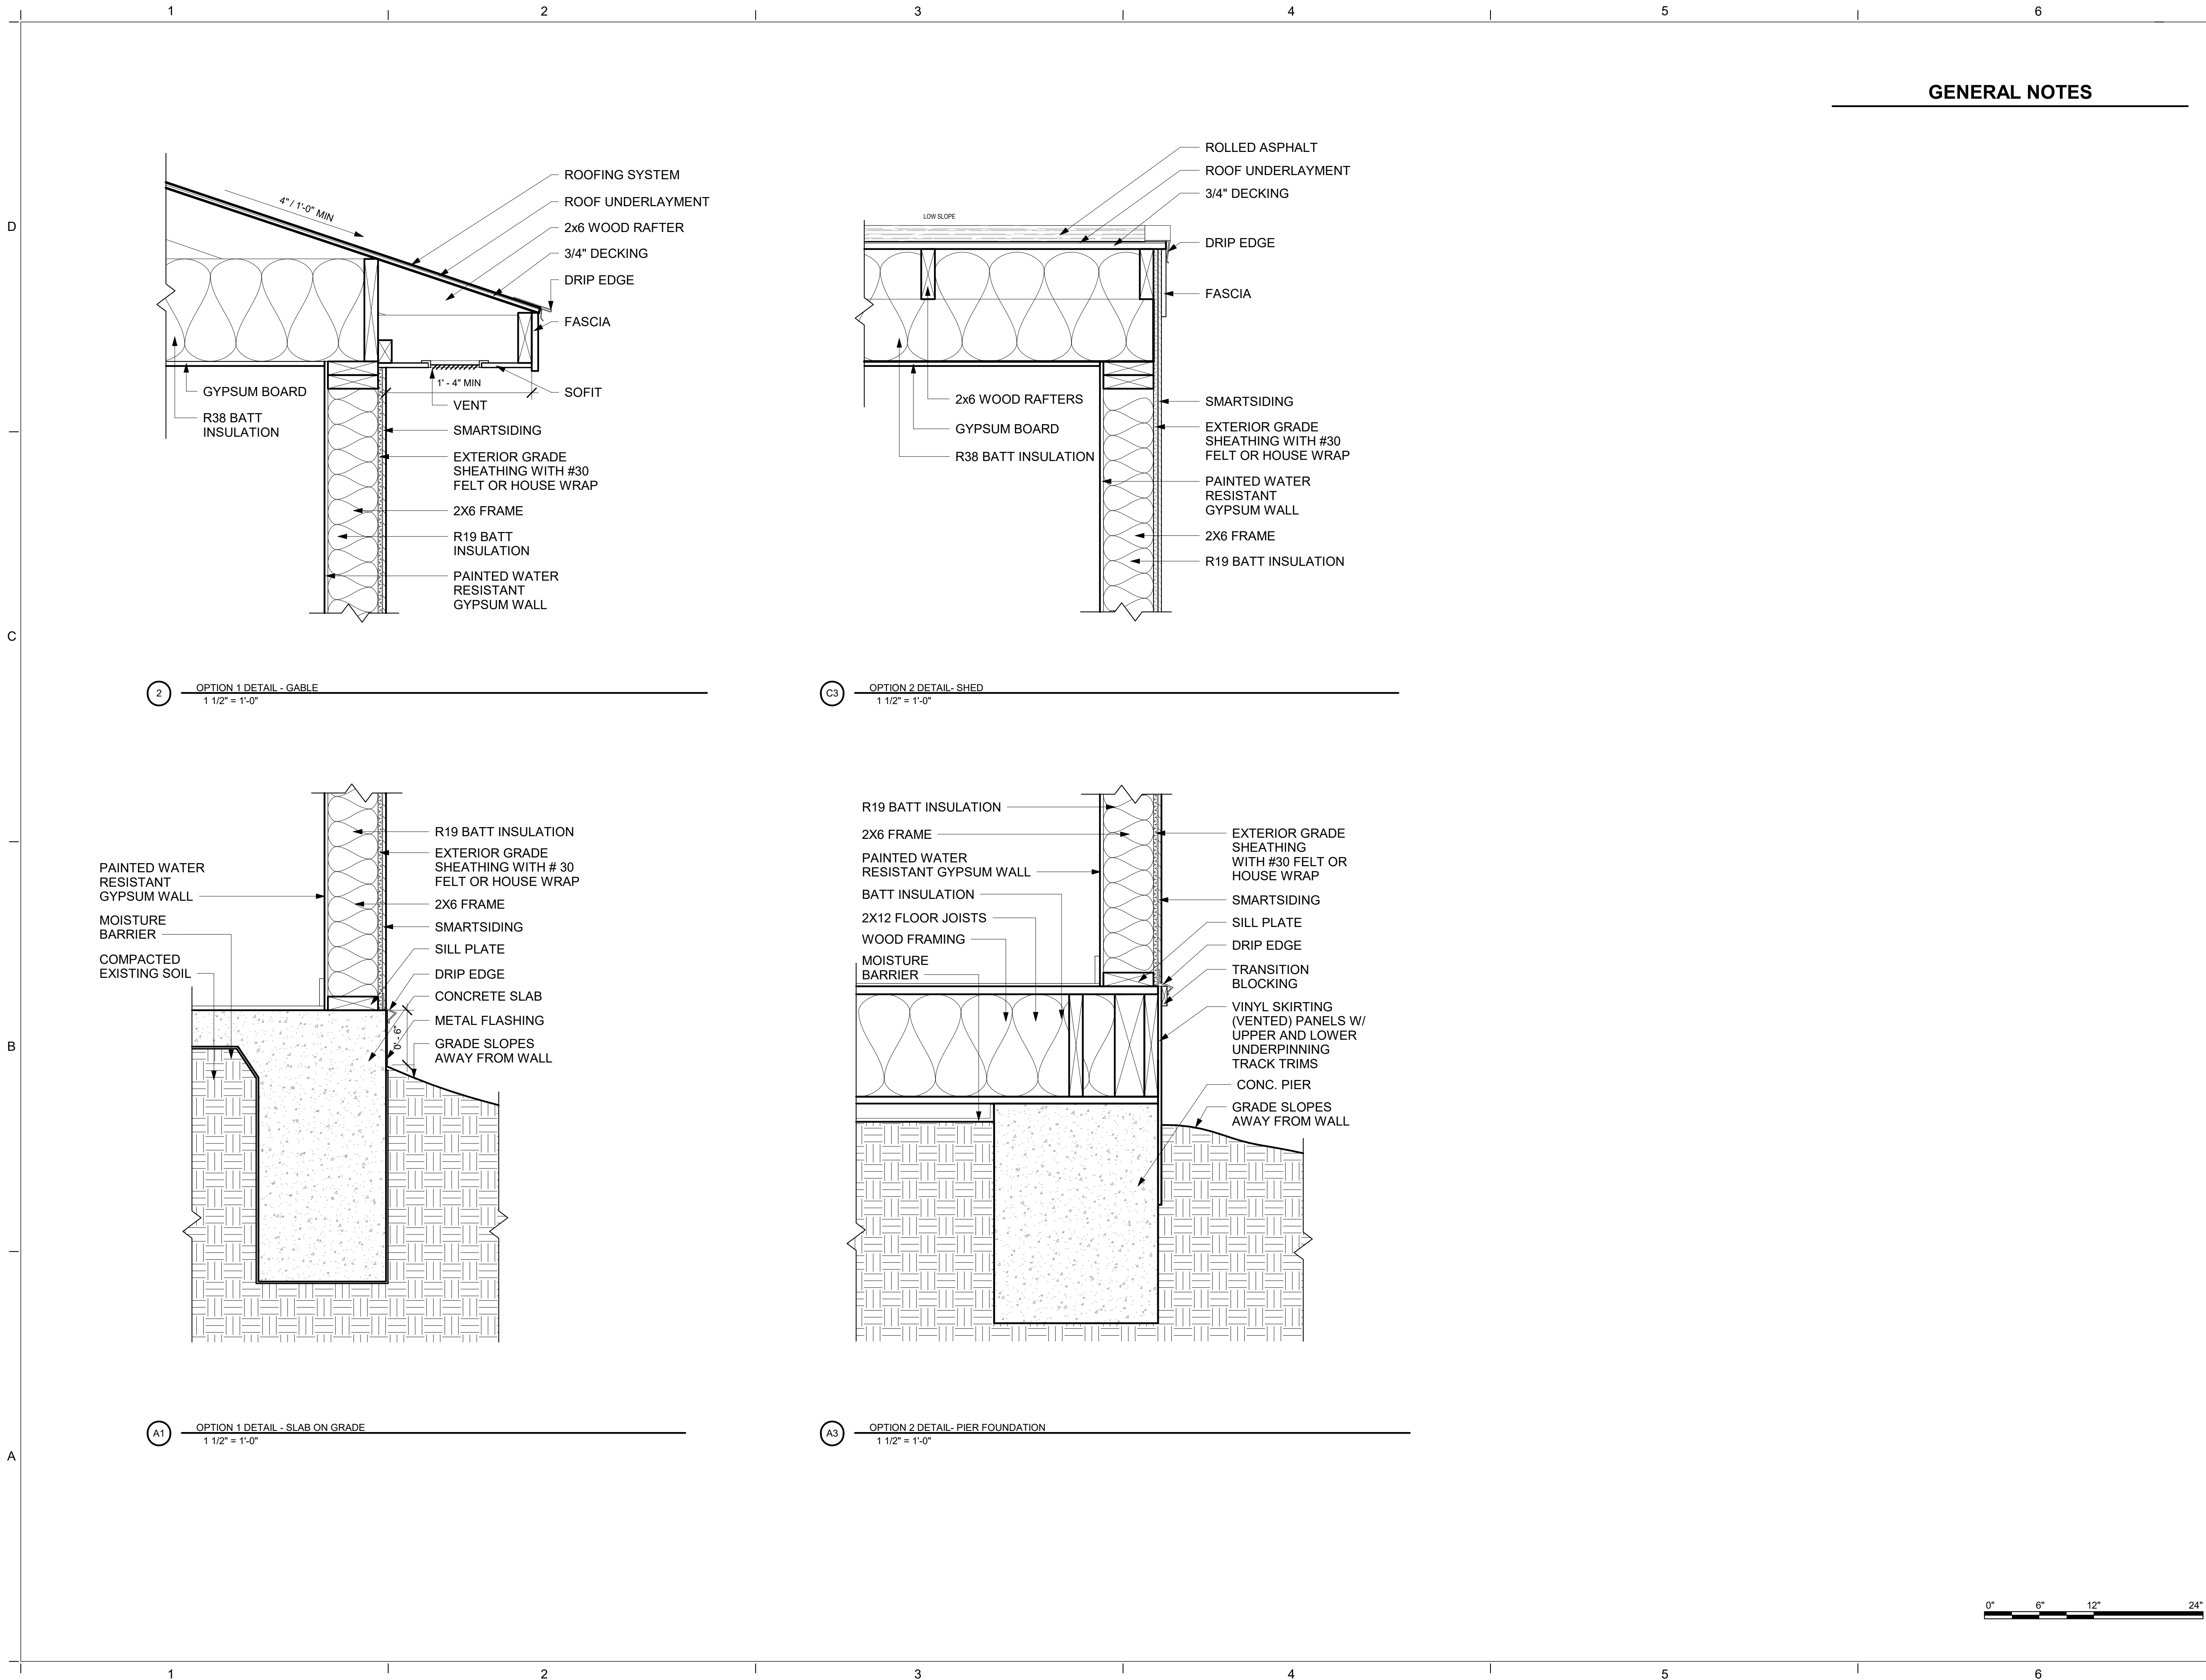 1 2 3 4 5 6
GENERAL NOTES
D
C
B
A
4" / 1'-0" MIN
ROOFING SYSTEM
ROOF UNDERLAYMENT
2x6 WOOD RAFTER
3/4" DECKING
DRIP EDGE
FASCIA
SOFIT
1' - 4" MIN
VENT
GYPSUM BOARD
R38 BATT
INSULATION
SMARTSIDING
EXTERIOR GRADE
SHEATHING WITH #30
FELT OR HOUSE WRAP
2X6 FRAME
R19 BATT
INSULATION
PAINTED WATER
RESISTANT
GYPSUM WALL
2
OPTION 1 DETAIL - GABLE
1 1/2" = 1'-0"
LOW SLOPE
ROLLED ASPHALT
ROOF UNDERLAYMENT
3/4" DECKING
DRIP EDGE
FASCIA
2x6 WOOD RAFTERS
GYPSUM BOARD
R38 BATT INSULATION
SMARTSIDING
EXTERIOR GRADE
SHEATHING WITH #30
FELT OR HOUSE WRAP
PAINTED WATER
RESISTANT
GYPSUM WALL
2X6 FRAME
R19 BATT INSULATION
C3
OPTION 2 DETAIL- SHED
1 1/2" = 1'-0"
PAINTED WATER
RESISTANT
GYPSUM WALL
MOISTURE
BARRIER
COMPACTED
EXISTING SOIL
R19 BATT INSULATION
EXTERIOR GRADE
SHEATHING WITH # 30
FELT OR HOUSE WRAP
2X6 FRAME
SMARTSIDING
SILL PLATE
DRIP EDGE
CONCRETE SLAB
METAL FLASHING
GRADE SLOPES
AWAY FROM WALL
0' - 6"
A1
OPTION 1 DETAIL - SLAB ON GRADE
1 1/2" = 1'-0"
R19 BATT INSULATION
2X6 FRAME
PAINTED WATER
RESISTANT GYPSUM WALL
BATT INSULATION
2X12 FLOOR JOISTS
WOOD FRAMING
MOISTURE
BARRIER
EXTERIOR GRADE
SHEATHING
WITH #30 FELT OR
HOUSE WRAP
SMARTSIDING
SILL PLATE
DRIP EDGE
TRANSITION
BLOCKING
VINYL SKIRTING
(VENTED) PANELS W/
UPPER AND LOWER
UNDERPINNING
TRACK TRIMS
CONC. PIER
GRADE SLOPES
AWAY FROM WALL
A3
OPTION 2 DETAIL- PIER FOUNDATION
1 1/2" = 1'-0"
0" 6" 12" 24"
1 2 3 4 5 6